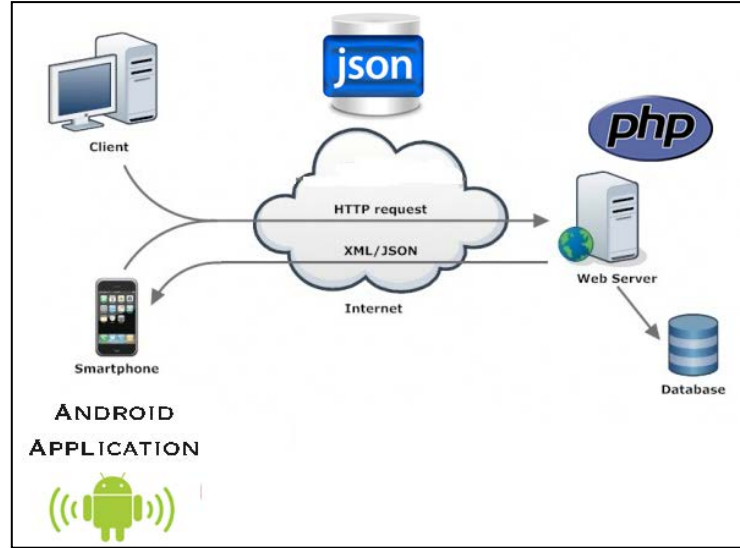 json
php
Client
HTTP request
XML/JSON
Internet
Web Server
Smartphone
Database
ANDROID
APPLICATION